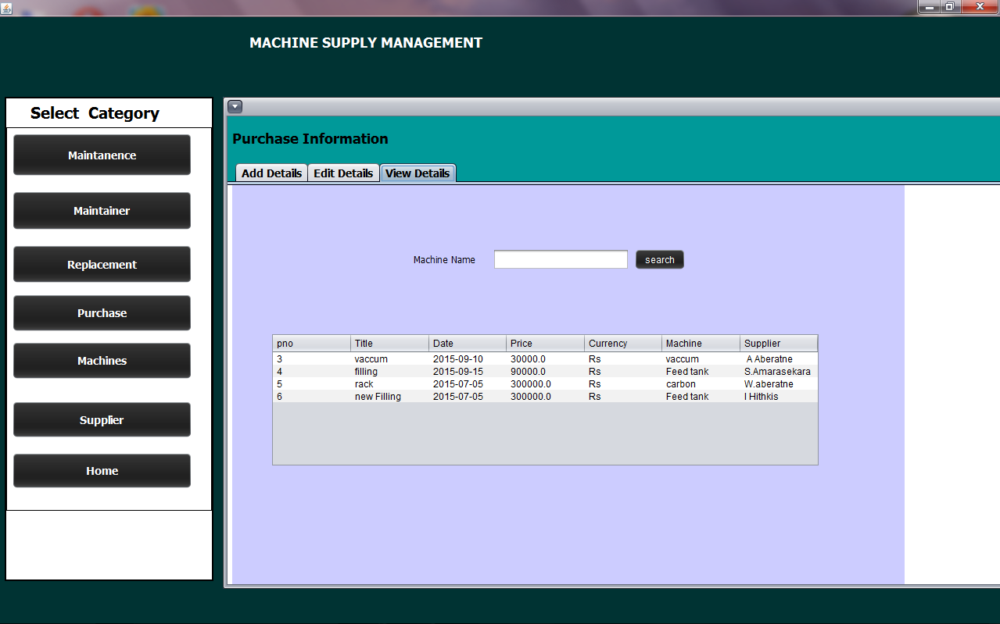 MACHINE SUPPLY MANAGEMENT
Select Category
Maintanence
Maintainer
Replacement
Purchase
Machines
Supplier
Home
Purchase Information
Add Details Edit Details View Details
Machine Name search
pno Title Date Price Currency Machine Supplier
3 vaccum 2015-09-10 30000.0 Rs vaccum A Aberatne
4 filling 2015-09-15 90000.0 Rs Feed tank S.Amarasekara
5 rack 2015-07-05 300000.0 Rs carbon W.aberatne
6 new Filling 2015-07-05 300000.0 Rs Feed tank I Hithkis